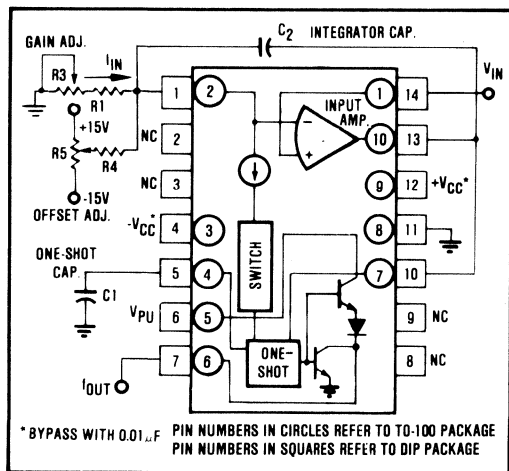 C2 INTEGRATOR CAP.
GAIN ADJ.
IIN
R3 R1
VIN
+15V
R5
R4
-15V
OFFSET ADJ.
1 2
INPUT AMP.
-
+
1 14
NC 2
10 13
NC 3
9 12 +VCC*
-VCC* 4 3
8 11
ONE-SHOT CAP.
C1
5 4
SWITCH
7 10
VPU 6 5
9 NC
7 6
ONE-SHOT
8 NC
fOUT
* BYPASS WITH 0.01μF PIN NUMBERS IN CIRCLES REFER TO TO-100 PACKAGE
PIN NUMBERS IN SQUARES REFER TO DIP PACKAGE